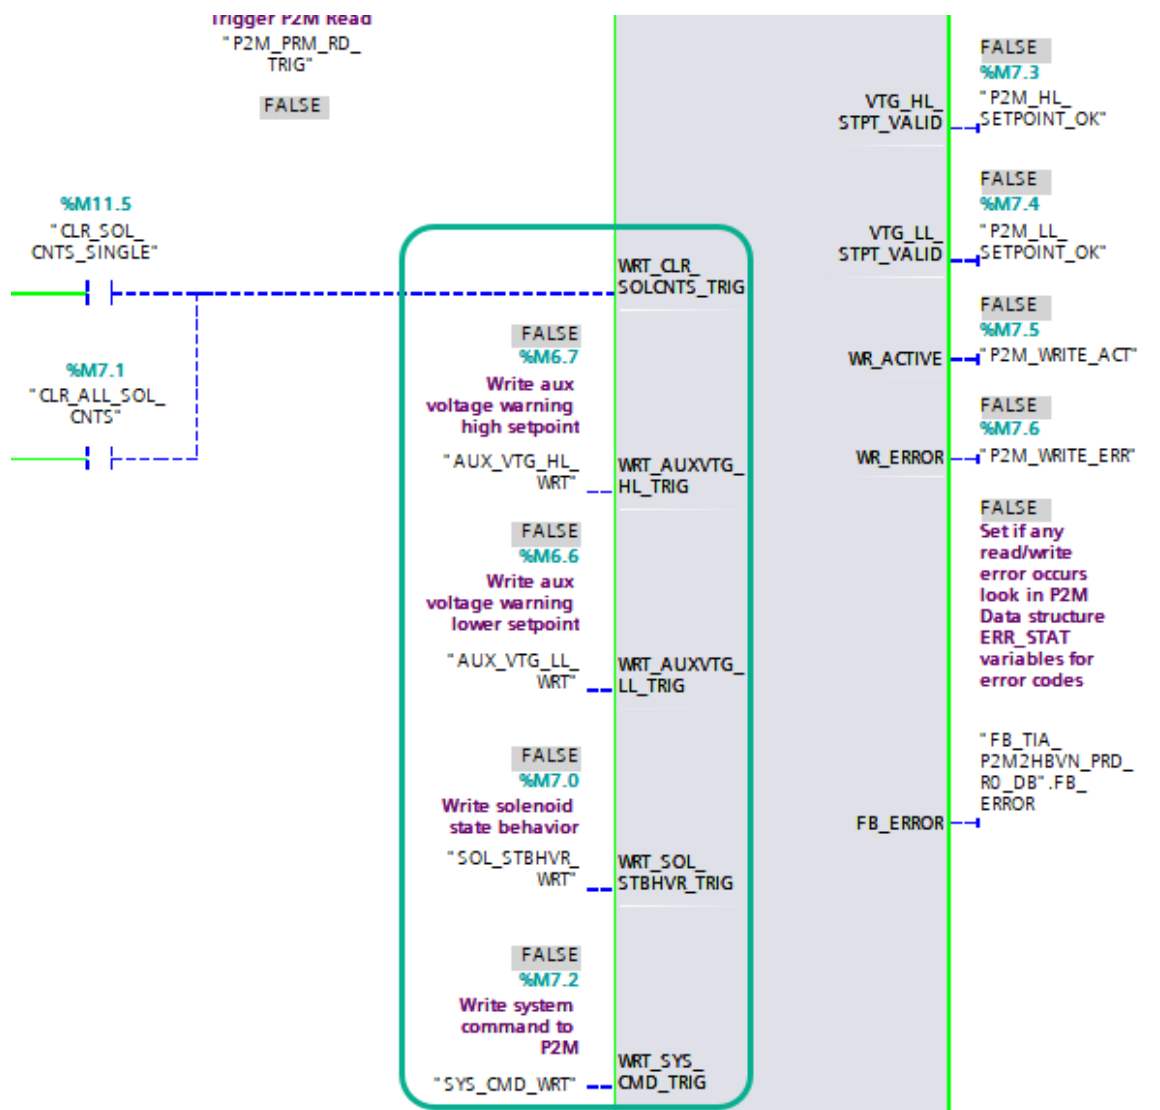 Trigger P2M Read
"P2M_PRM_RD_
TRIG"
FALSE
%M11.5
"CLR_SOL_
CNTS_SINGLE"
%M7.1
"CLR_ALL_SOL_
CNTS"
WRT_CLR_
SOLCNTS_TRIG
FALSE
%M6.7
Write aux
voltage warning
high setpoint
"AUX_VTG_HL_
WRT"
WRT_AUXVTG_
HL_TRIG
FALSE
%M6.6
Write aux
voltage warning
lower setpoint
"AUX_VTG_LL_
WRT"
WRT_AUXVTG_
LL_TRIG
FALSE
%M7.0
Write solenoid
state behavior
"SOL_STBHVR_
WRT"
WRT_SOL_
STBHVR_TRIG
FALSE
%M7.2
Write system
command to
P2M
"SYS_CMD_WRT"
WRT_SYS_
CMD_TRIG
VTG_HL_
STPT_VALID
FALSE
%M7.3
"P2M_HL_
SETPOINT_OK"
VTG_LL_
STPT_VALID
FALSE
%M7.4
"P2M_LL_
SETPOINT_OK"
WR_ACTIVE
FALSE
%M7.5
"P2M_WRITE_ACT"
WR_ERROR
FALSE
%M7.6
"P2M_WRITE_ERR"
FALSE
Set if any
read/write
error occurs
look in P2M
Data structure
ERR_STAT
variables for
error codes
"FB_TIA_
P2M2HBVN_PRD_
R0_DB".FB_
ERROR
FB_ERROR